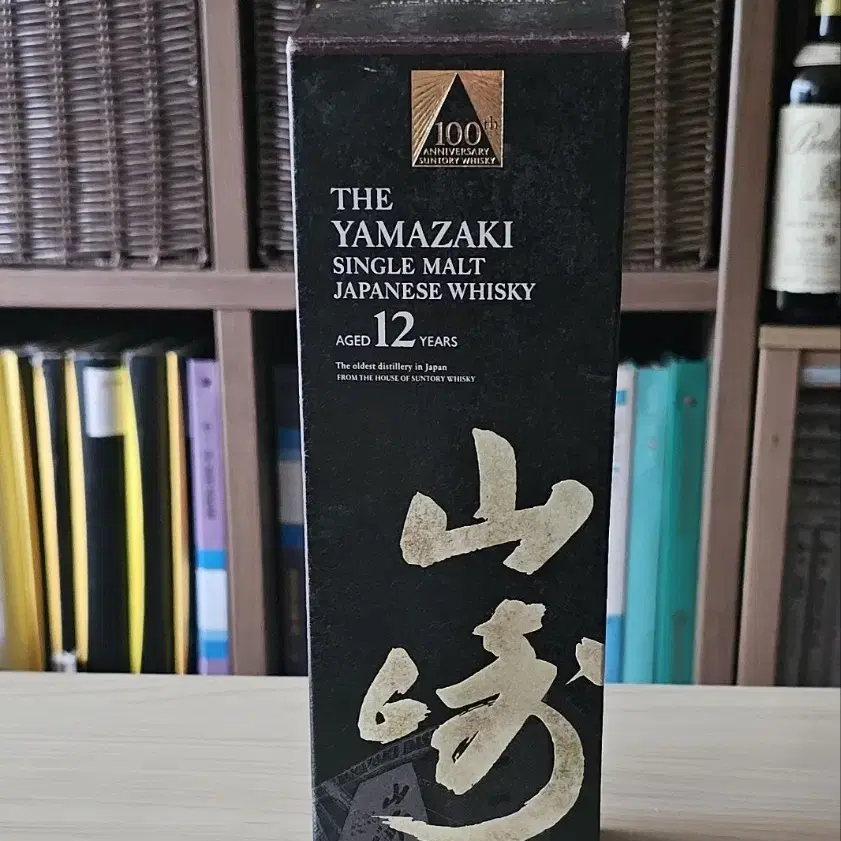 100th
ANNIVERSARY
SUNTORY WHISKY
THE
YAMAZAKI
SINGLE MALT
JAPANESE WHISKY
AGED 12 YEARS
The oldest distillery in Japan
FROM THE HOUSE OF SUNTORY WHISKY
山
崎